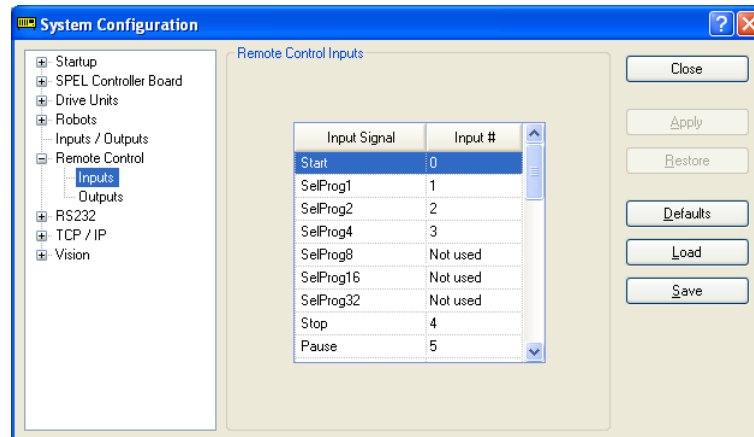 System Configuration
Startup
SPEL Controller Board
Drive Units
Robots
Inputs / Outputs
Remote Control
Inputs
Outputs
RS232
TCP / IP
Vision
Remote Control Inputs
Input Signal Input #
Start 0
SelProg1 1
SelProg2 2
SelProg4 3
SelProg8 Not used
SelProg16 Not used
SelProg32 Not used
Stop 4
Pause 5
Close
Apply
Restore
Defaults
Load
Save